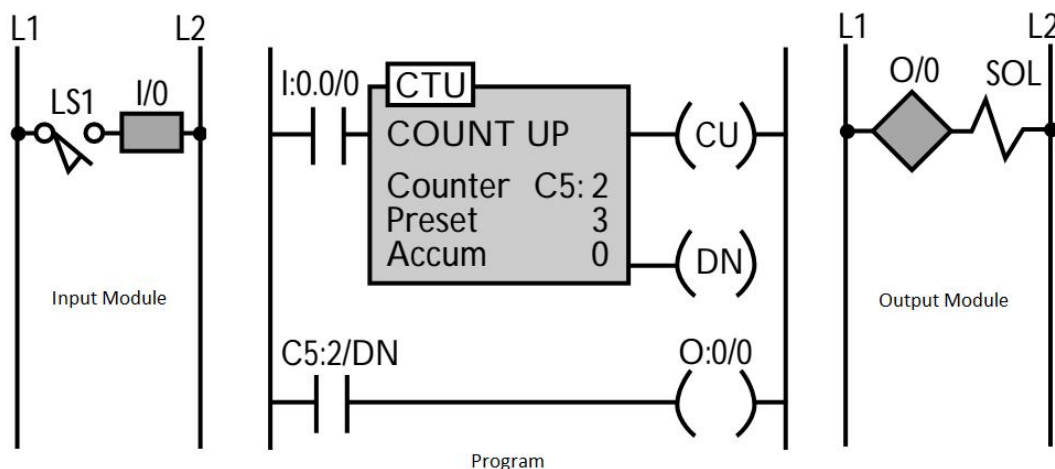 L1 L2
LS1 I/0
Input Module
I:0.0/0
CTU
COUNT UP
Counter C5: 2
Preset 3
Accum 0
CU
DN
C5:2/DN O:0/0
Program
L1 L2
O/0 SOL
Output Module